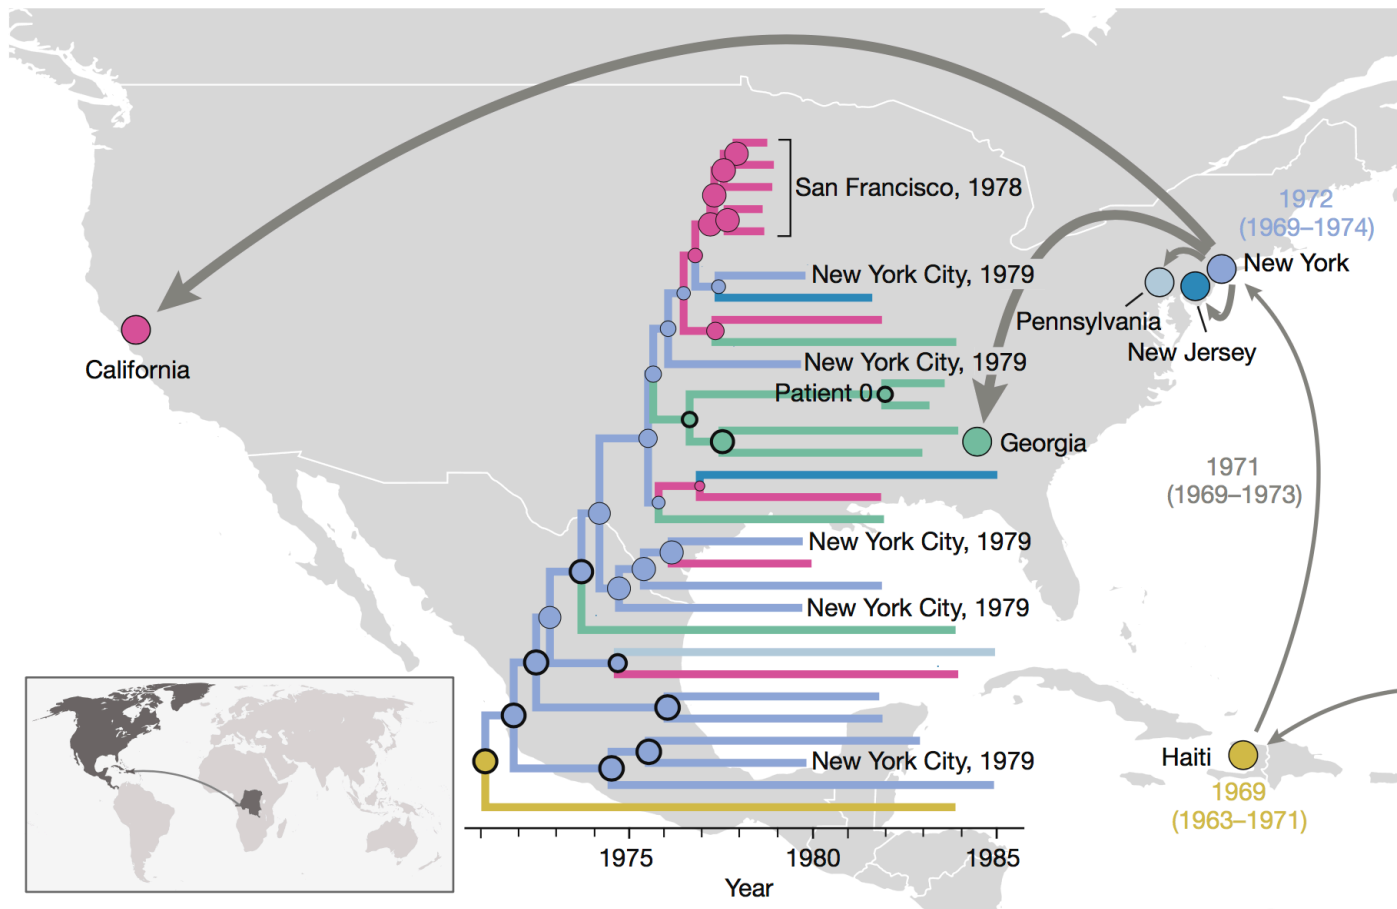 San Francisco, 1978
1972
(1969–1974)
New York
New York City, 1979
Pennsylvania
New Jersey
California
New York City, 1979
Patient 0
Georgia
1971
(1969–1973)
New York City, 1979
New York City, 1979
Haiti
New York City, 1979
1969
(1963–1971)
1975
1980
1985
Year